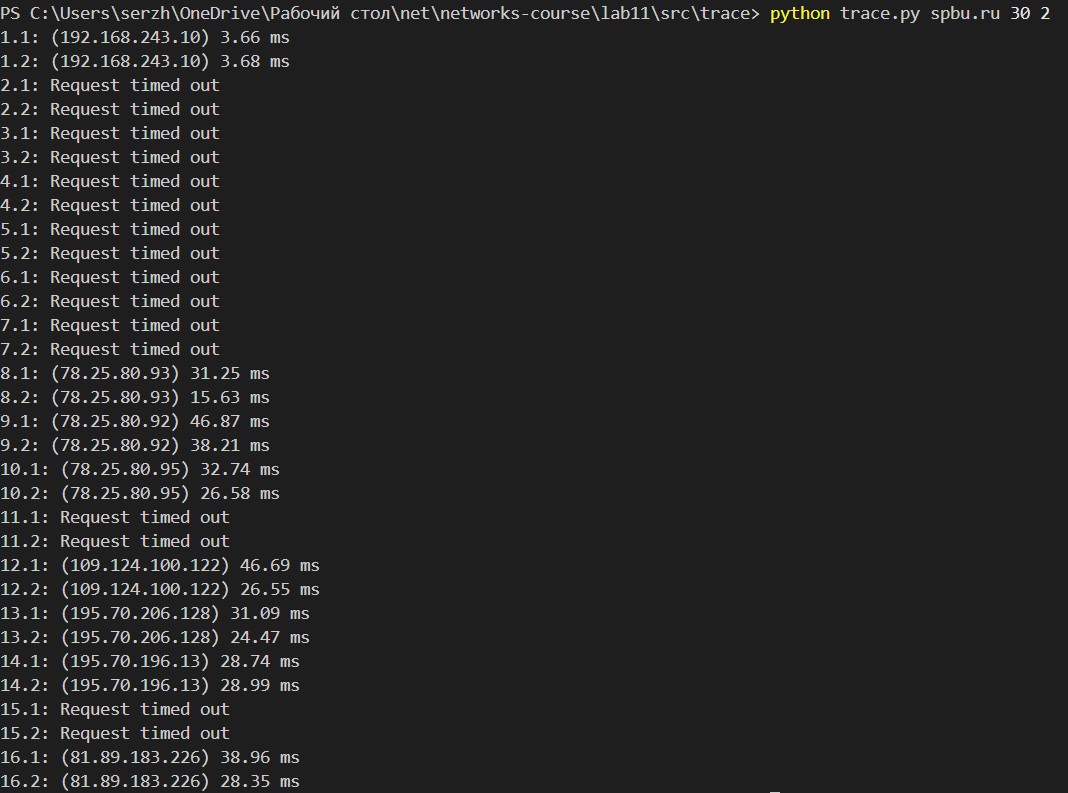 PS C:\Users\serzh\OneDrive\Рабочий стол\net\networks-course\lab11\src\trace> python trace.py spbu.ru 30 2
1.1: (192.168.243.10) 3.66 ms
1.2: (192.168.243.10) 3.68 ms
2.1: Request timed out
2.2: Request timed out
3.1: Request timed out
3.2: Request timed out
4.1: Request timed out
4.2: Request timed out
5.1: Request timed out
5.2: Request timed out
6.1: Request timed out
6.2: Request timed out
7.1: Request timed out
7.2: Request timed out
8.1: (78.25.80.93) 31.25 ms
8.2: (78.25.80.93) 15.63 ms
9.1: (78.25.80.92) 46.87 ms
9.2: (78.25.80.92) 38.21 ms
10.1: (78.25.80.95) 32.74 ms
10.2: (78.25.80.95) 26.58 ms
11.1: Request timed out
11.2: Request timed out
12.1: (109.124.100.122) 46.69 ms
12.2: (109.124.100.122) 26.55 ms
13.1: (195.70.206.128) 31.09 ms
13.2: (195.70.206.128) 24.47 ms
14.1: (195.70.196.13) 28.74 ms
14.2: (195.70.196.13) 28.99 ms
15.1: Request timed out
15.2: Request timed out
16.1: (81.89.183.226) 38.96 ms
16.2: (81.89.183.226) 28.35 ms